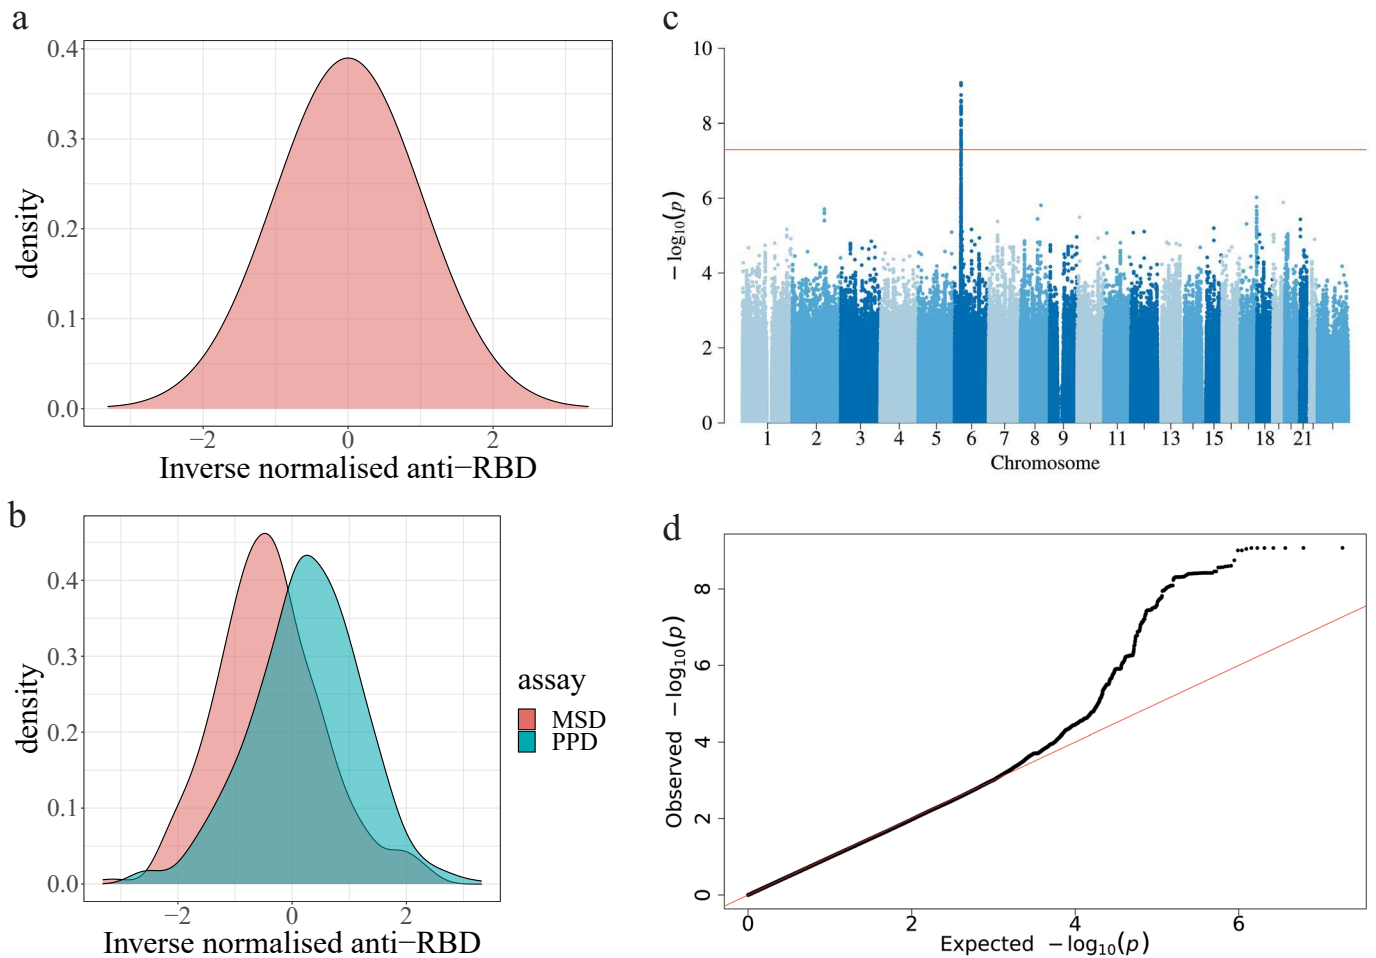 a
0.4
0.3
0.2
0.1
0.0
density
−2 0 2
Inverse normalised anti−RBD
b
0.4
0.3
0.2
0.1
0.0
density
−2 0 2
Inverse normalised anti−RBD
assay
MSD
PPD
c
10
8
6
4
2
0
− log10(p)
1 2 3 4 5 6 7 8 9 11 13 15 18 21
Chromosome
d
8
6
4
2
0
Observed −log10(p)
0 2 4 6
Expected −log10(p)